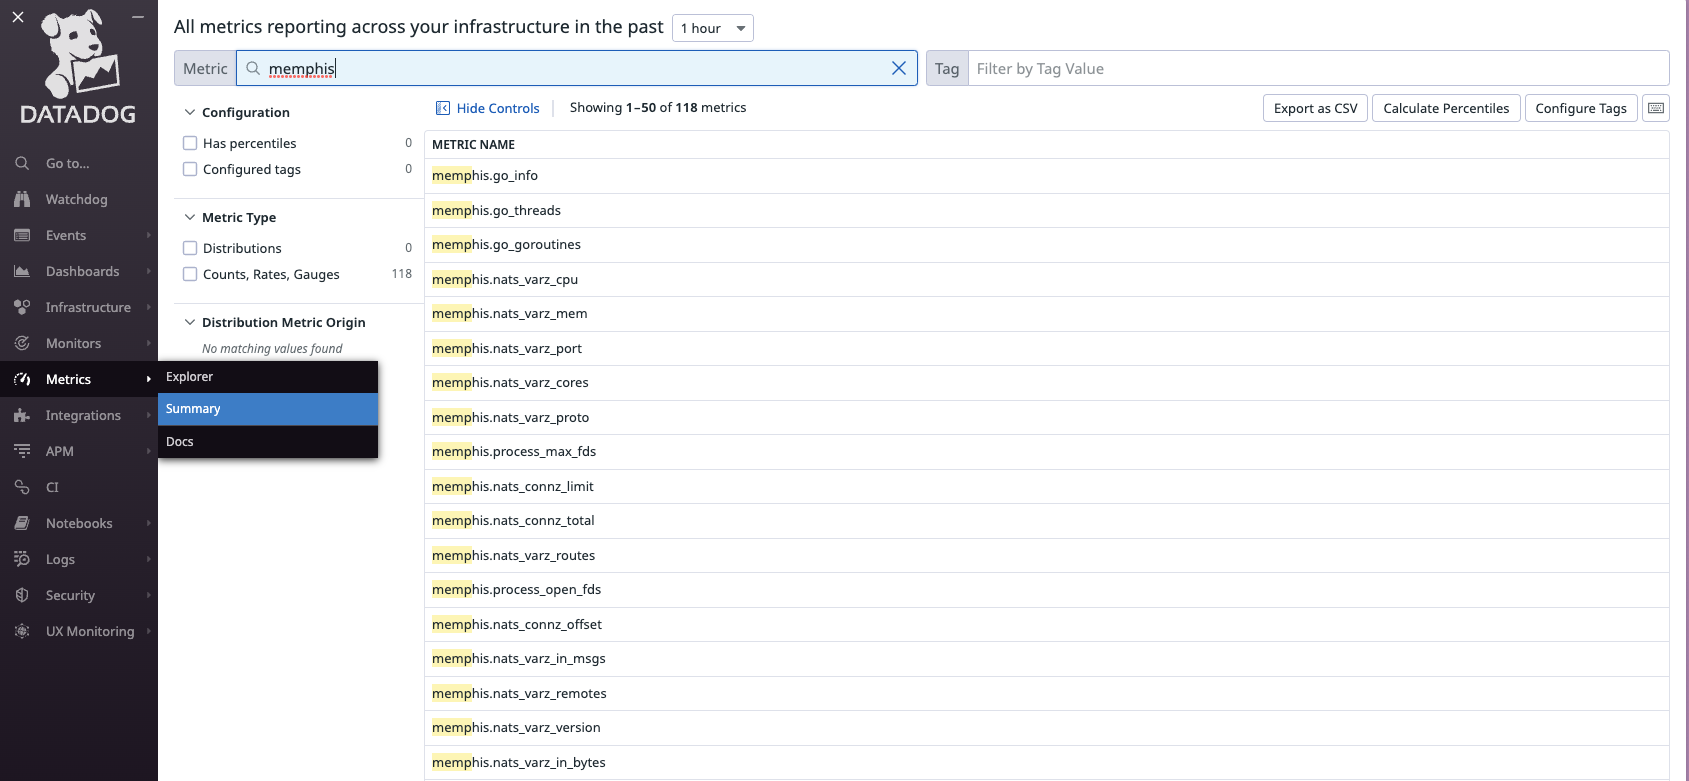 DATADOG
Go to...
Watchdog
Events
Dashboards
Infrastructure
Monitors
Metrics
Integrations
APM
CI
Notebooks
Logs
Security
UX Monitoring
Explorer
Summary
Docs
All metrics reporting across your infrastructure in the past 1 hour
Metric memphis
Tag Filter by Tag Value
Configuration
Has percentiles 0
Configured tags 0
Metric Type
Distributions 0
Counts, Rates, Gauges 118
Distribution Metric Origin
No matching values found
Hide Controls Showing 1–50 of 118 metrics
Export as CSV Calculate Percentiles Configure Tags
METRIC NAME
memphis.go_info
memphis.go_threads
memphis.go_goroutines
memphis.nats_varz_cpu
memphis.nats_varz_mem
memphis.nats_varz_port
memphis.nats_varz_cores
memphis.nats_varz_proto
memphis.process_max_fds
memphis.nats_connz_limit
memphis.nats_connz_total
memphis.nats_varz_routes
memphis.process_open_fds
memphis.nats_connz_offset
memphis.nats_varz_in_msgs
memphis.nats_varz_remotes
memphis.nats_varz_version
memphis.nats_varz_in_bytes